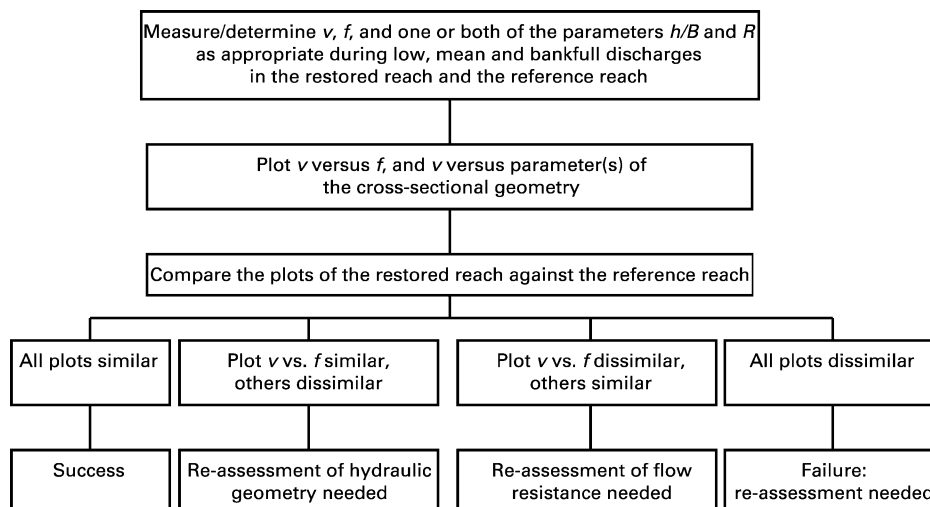 Measure/determine v, f, and one or both of the parameters h/B and R
as appropriate during low, mean and bankfull discharges
in the restored reach and the reference reach
Plot v versus f, and v versus parameter(s) of
the cross-sectional geometry
Compare the plots of the restored reach against the reference reach
All plots similar
Plot v vs. f similar,
others dissimilar
Plot v vs. f dissimilar,
others similar
All plots dissimilar
Success
Re-assessment of hydraulic
geometry needed
Re-assessment of flow
resistance needed
Failure:
re-assessment needed